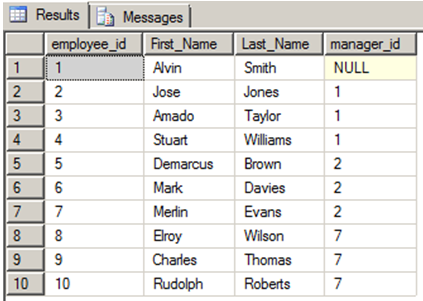 Results Messages
employee_id First_Name Last_Name manager_id
1 1 Alvin Smith NULL
2 2 Jose Jones 1
3 3 Amado Taylor 1
4 4 Stuart Williams 1
5 5 Demarcus Brown 2
6 6 Mark Davies 2
7 7 Merlin Evans 2
8 8 Elroy Wilson 7
9 9 Charles Thomas 7
10 10 Rudolph Roberts 7